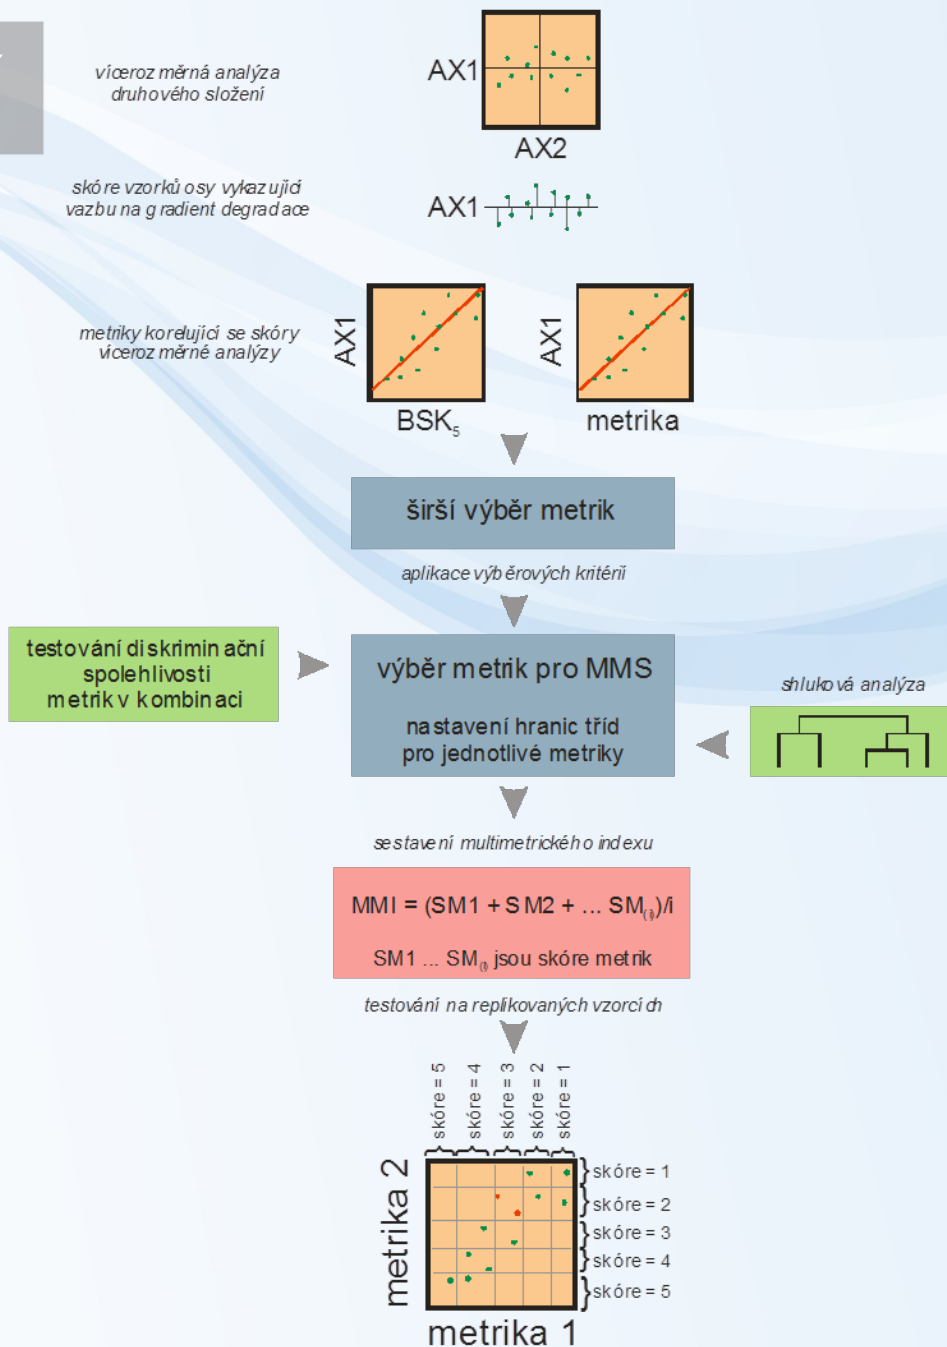 vícerozměrná analýza
druhového složení
AX1
AX2
skóre vzorků osy vykazující
vazbu na gradient degradace
AX1
metriky korelující se skóry
vícerozměrné analýzy
AX1
BSK₅
AX1
metrika
širší výběr metrik
aplikace výběrových kritérií
testování diskriminační
spolehlivosti
metrik v kombinaci
výběr metrik pro MMS
nastavení hranic tříd
pro jednotlivé metriky
shluková analýza
sestavení multimetrického indexu
MMI = (SM1 + SM2 + ... SM(i))/i
SM1 ... SM(i) jsou skóre metrik
testování na replikovaných vzorcích
skóre = 5
skóre = 4
skóre = 3
skóre = 2
skóre = 1
metrika 2
skóre = 1
skóre = 2
skóre = 3
skóre = 4
skóre = 5
metrika 1